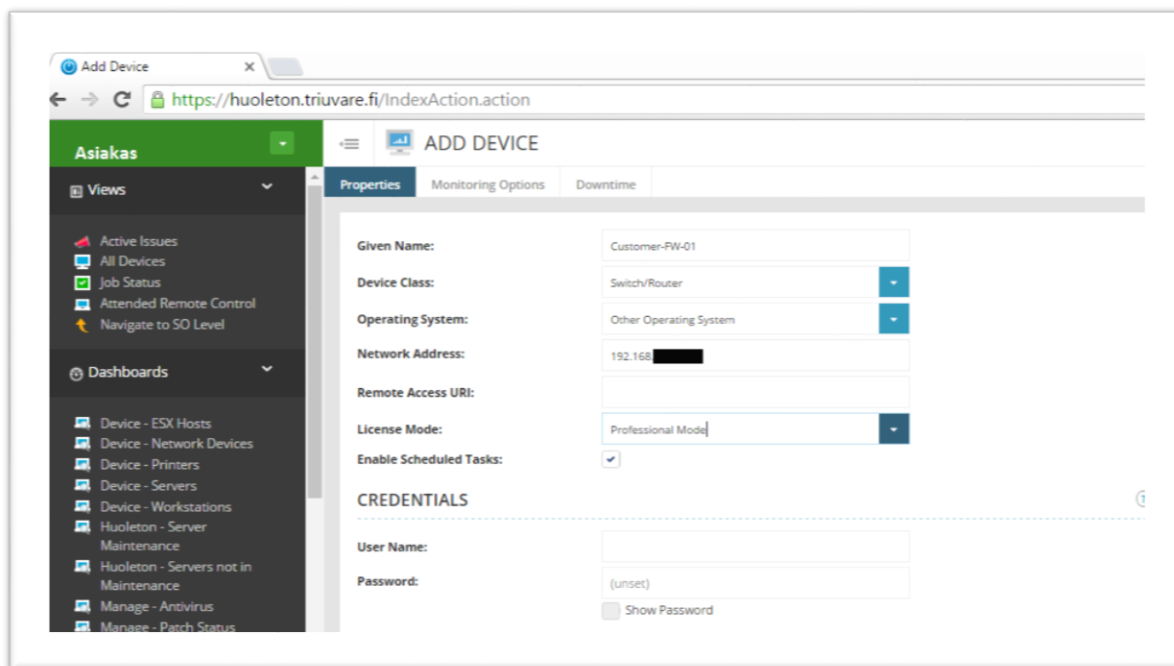 Add Device
https://huoleton.triuvare.fi/IndexAction.action
Asiakas
ADD DEVICE
Views
Active Issues
All Devices
Job Status
Attended Remote Control
Navigate to SO Level
Dashboards
Device - ESX Hosts
Device - Network Devices
Device - Printers
Device - Servers
Device - Workstations
Huoleton - Server
Maintenance
Huoleton - Servers not in
Maintenance
Manage - Antivirus
Manage - Patch Status
Properties Monitoring Options Downtime
Given Name: Customer-FW-01
Device Class: Switch/Router
Operating System: Other Operating System
Network Address: 192.168.
Remote Access URI:
License Mode: Professional Mode
Enable Scheduled Tasks:
CREDENTIALS
User Name:
Password: (unset)
Show Password